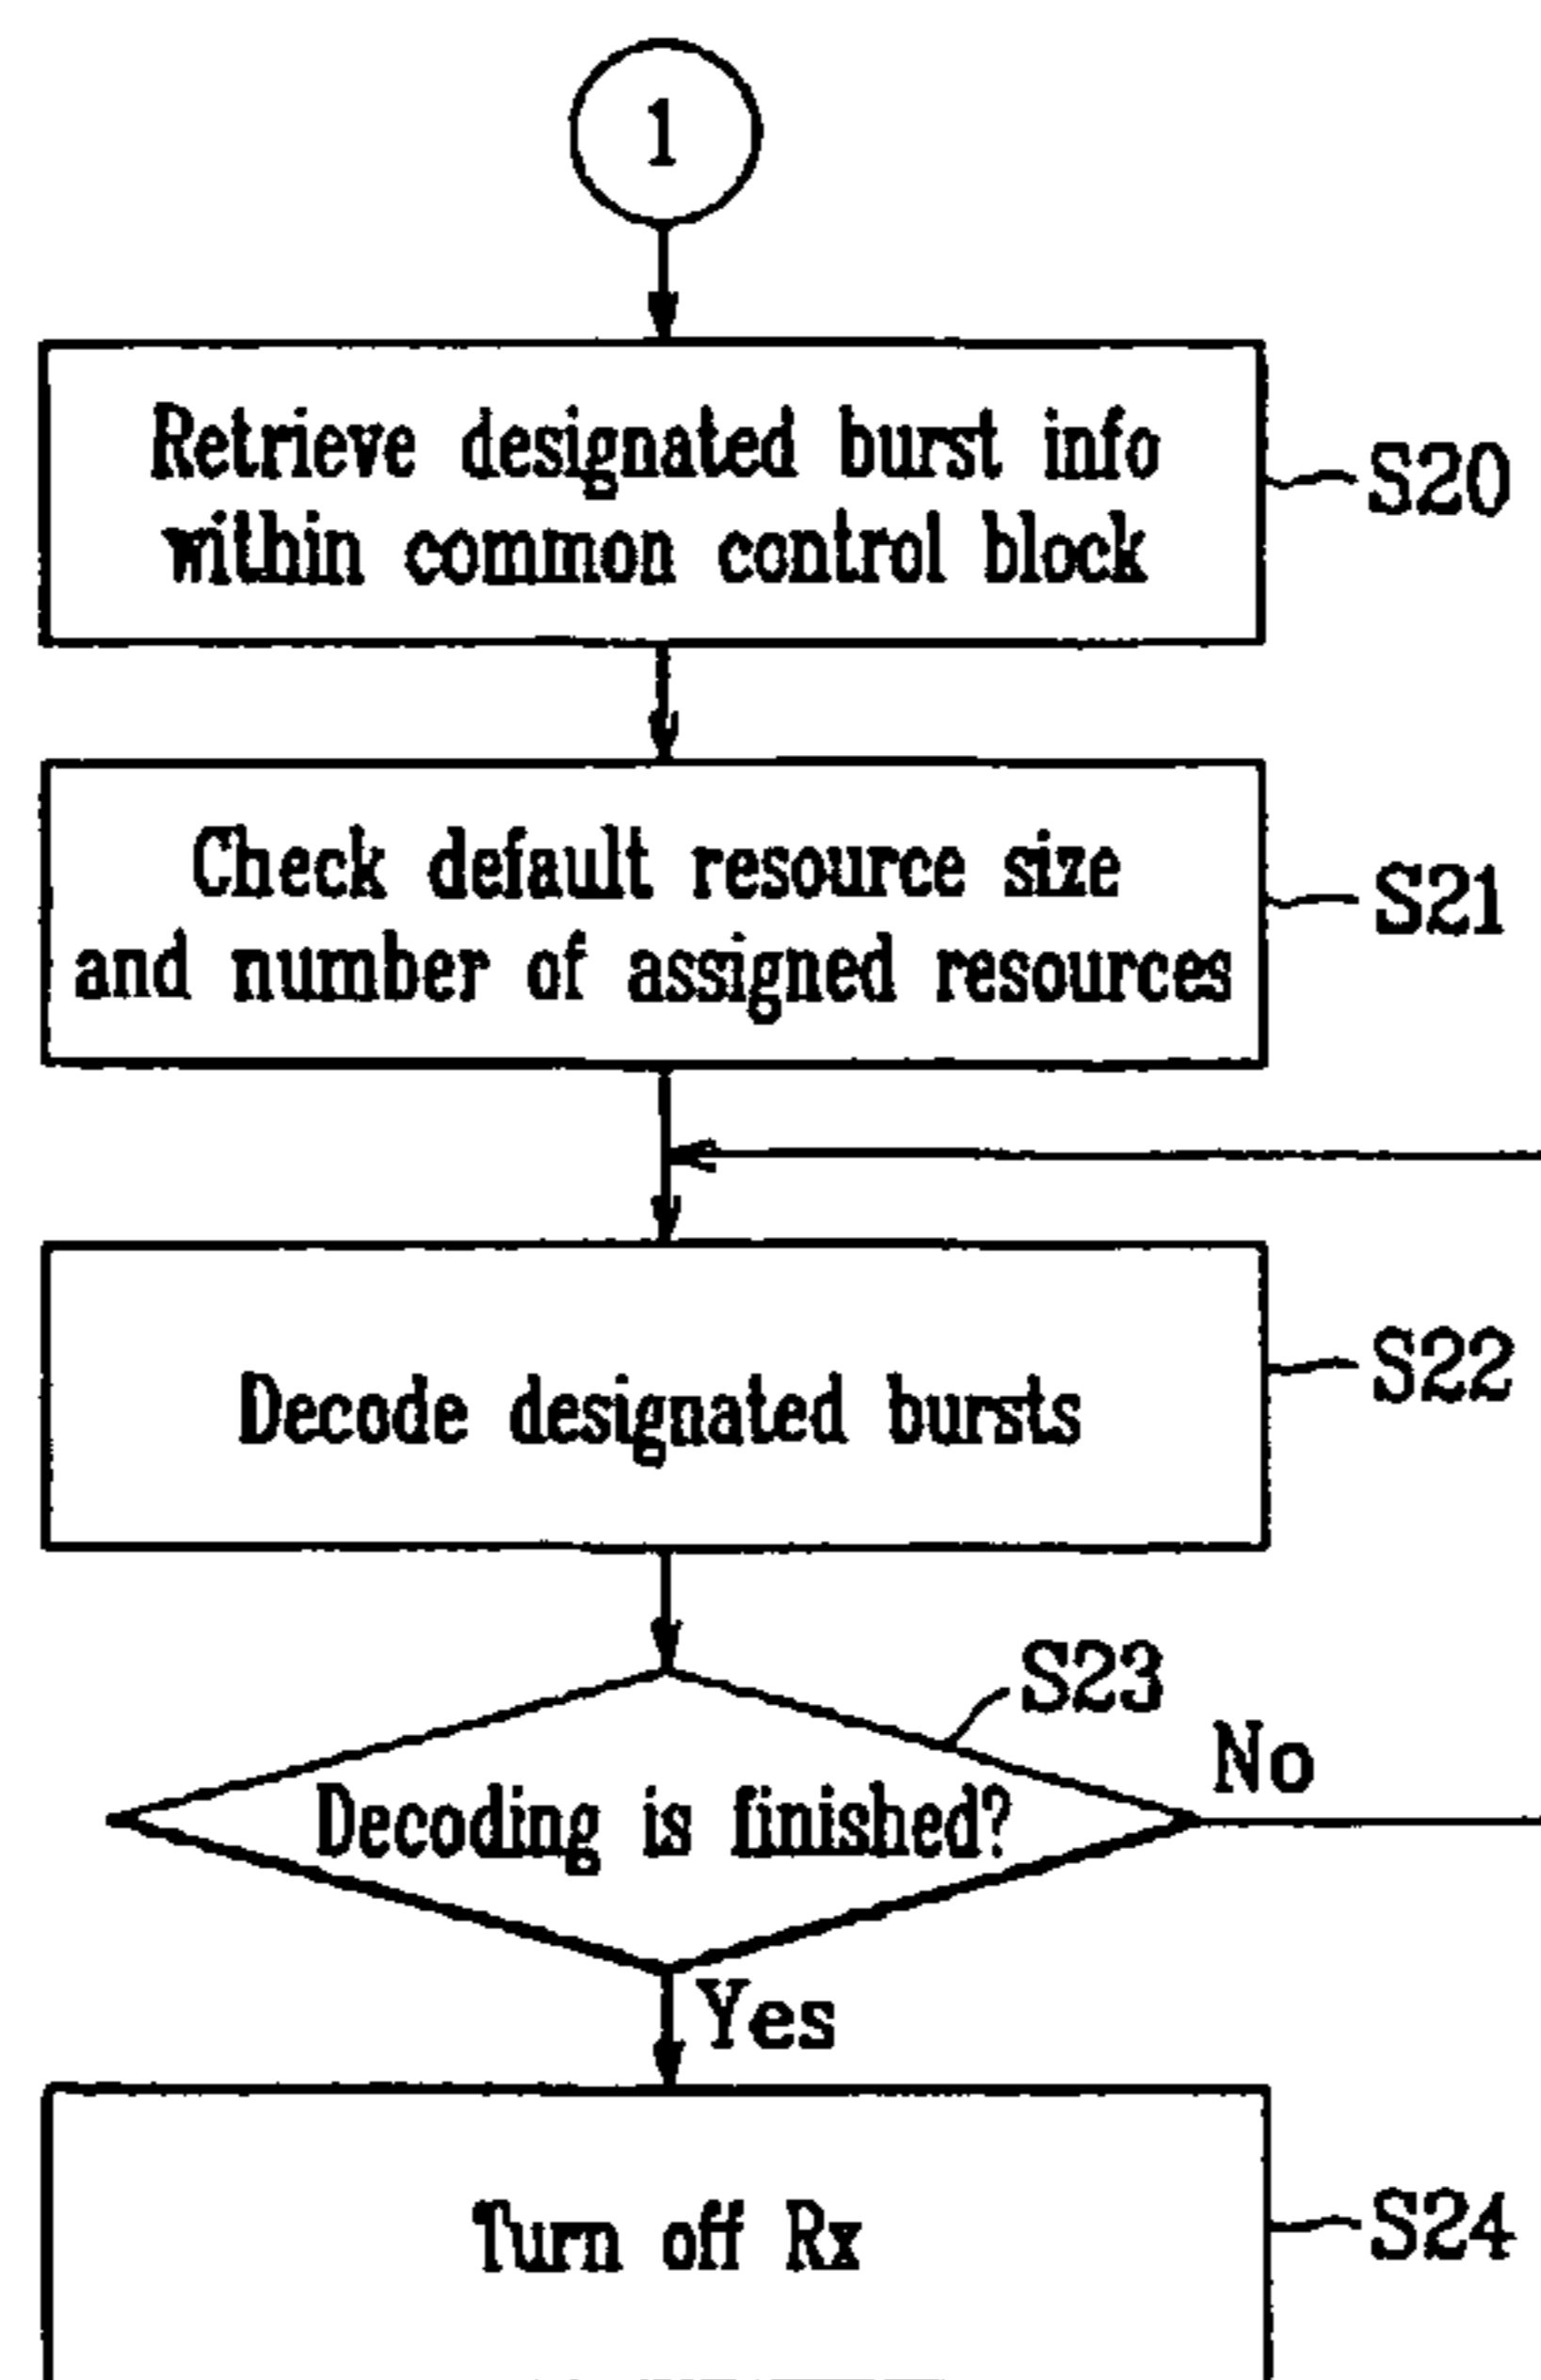 1
Retrieve designated burst info
within common control block
S20
Check default resource size
and number of assigned resources
S21
Decode designated bursts
S22
S23
Decoding is finished?
No
Yes
Turn off Rx
S24